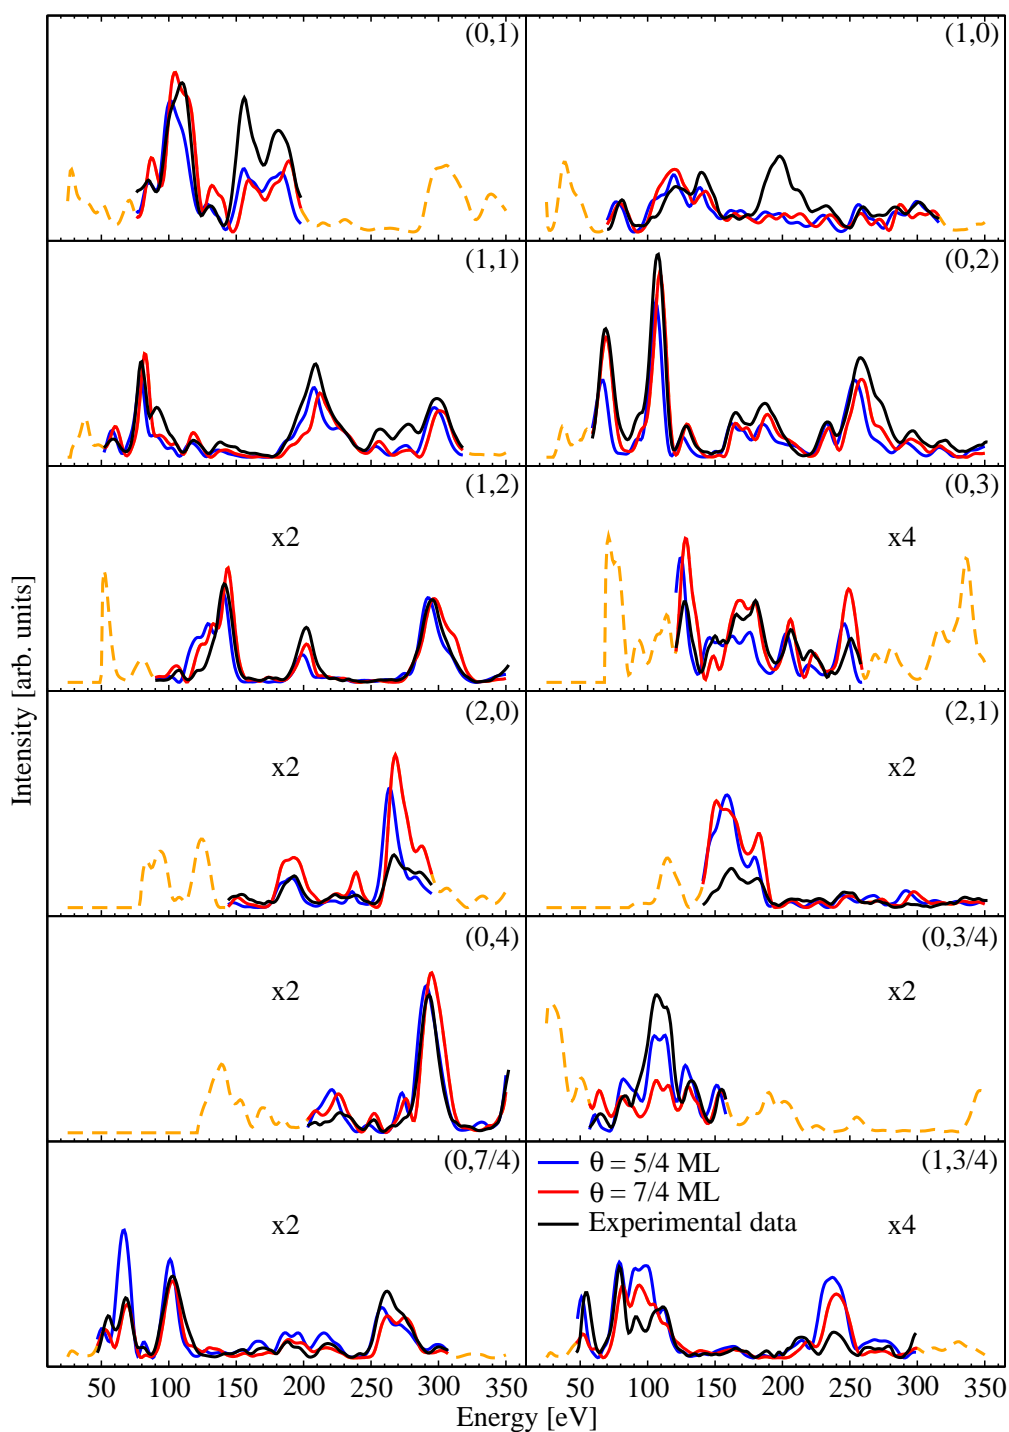 (0,1)
(1,0)
(1,1)
(0,2)
(1,2)
x2
(0,3)
x4
(2,0)
x2
(2,1)
x2
(0,4)
x2
(0,3/4)
x2
(0,7/4)
x2
(1,3/4)
x4
θ = 5/4 ML
θ = 7/4 ML
Experimental data
Intensity [arb. units]
50 100 150 200 250 300 350
50 100 150 200 250 300 350
Energy [eV]